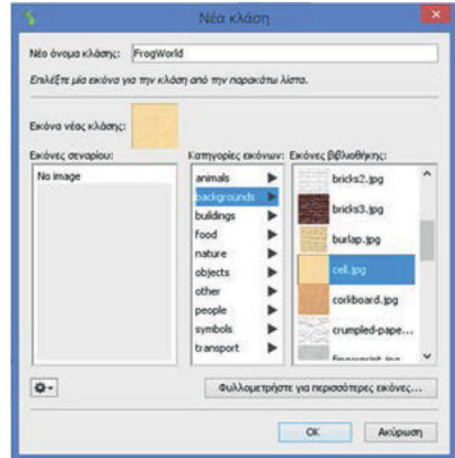 Νέα κλάση
Νέο όνομα κλάσης: FrogWorld
Επιλέξτε μία εικόνα για την κλάση από την παρακάτω λίστα.
Εικόνα νέας κλάσης:
Εικόνες σεναρίου: Κατηγορίες εικόνων: Εικόνες βιβλιοθήκης:
No image
animals
backgrounds
buildings
food
nature
objects
other
people
symbols
transport
bricks2.jpg
bricks3.jpg
burlap.jpg
cell.jpg
corkboard.jpg
crumpled-pape...
fingerprint.jpg
Φυλλομετρήστε για περισσότερες εικόνες...
OK Ακύρωση